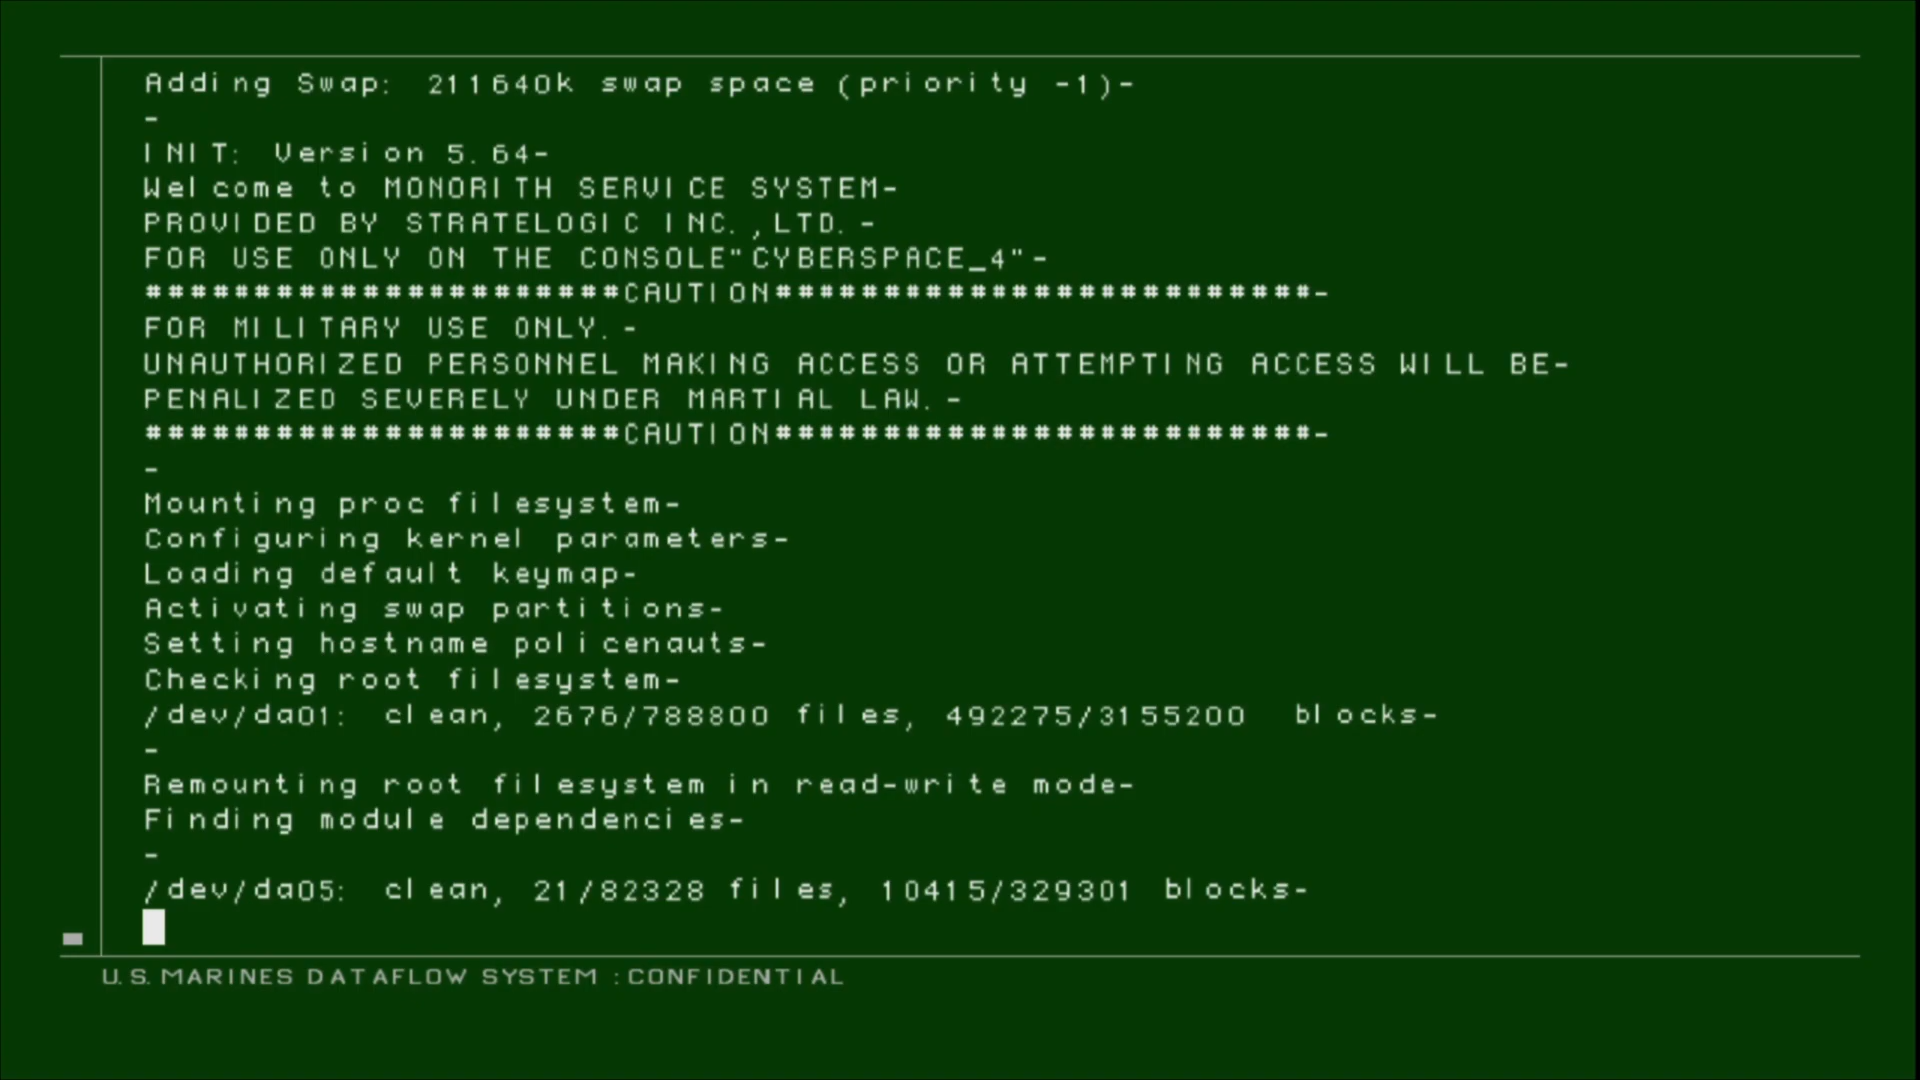 Adding Swap: 211640k swap space (priority -1)-
-
INIT: Version 5.64-
Welcome to MONORITH SERVICE SYSTEM-
PROVIDED BY STRATELOGIC INC.,LTD.-
FOR USE ONLY ON THE CONSOLE"CYBERSPACE_4"-
######################CAUTION#########################-
FOR MILITARY USE ONLY.-
UNAUTHORIZED PERSONNEL MAKING ACCESS OR ATTEMPTING ACCESS WILL BE-
PENALIZED SEVERELY UNDER MARTIAL LAW.-
######################CAUTION#########################-
-
Mounting proc filesystem-
Configuring kernel parameters-
Loading default keymap-
Activating swap partitions-
Setting hostname policenauts-
Checking root filesystem-
/dev/da01: clean, 2676/788800 files, 492275/3155200 blocks-
-
Remounting root filesystem in read-write mode-
Finding module dependencies-
-
/dev/da05: clean, 21/82328 files, 10415/329301 blocks-
U.S.MARINES DATAFLOW SYSTEM :CONFIDENTIAL